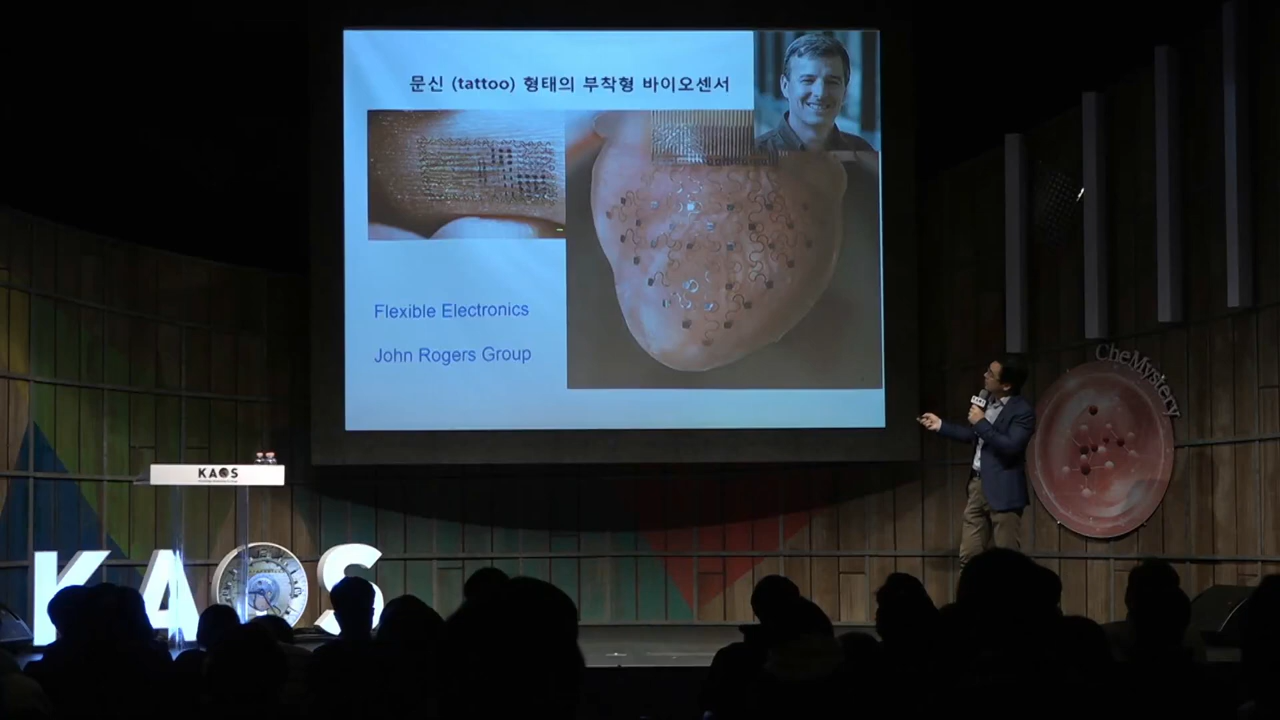 문신 (tattoo) 형태의 부착형 바이오센서
Flexible Electronics
John Rogers Group
CheMystery
KAOS
KAOS